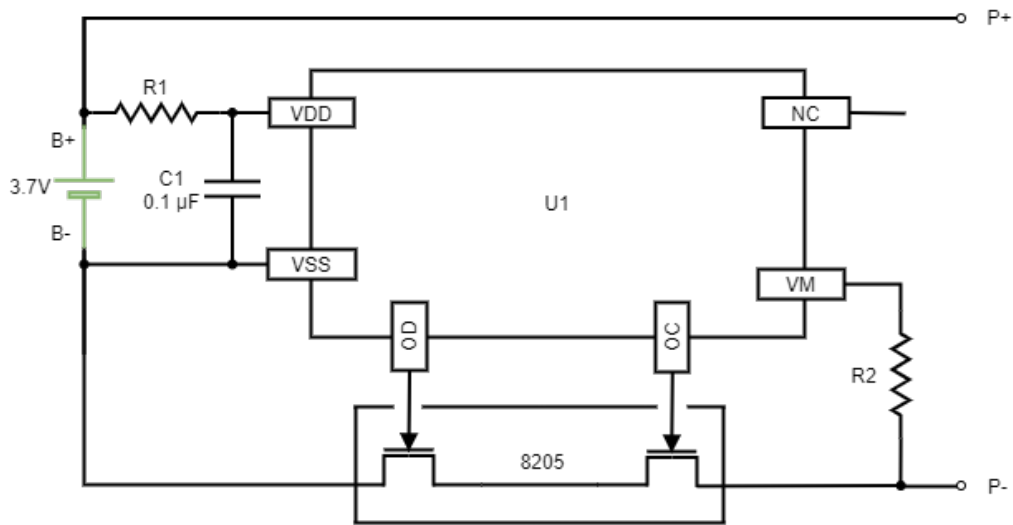 P+
R1
VDD
NC
B+
3.7V
C1
0.1 µF
U1
B-
VSS
VM
OD
OC
R2
8205
P-